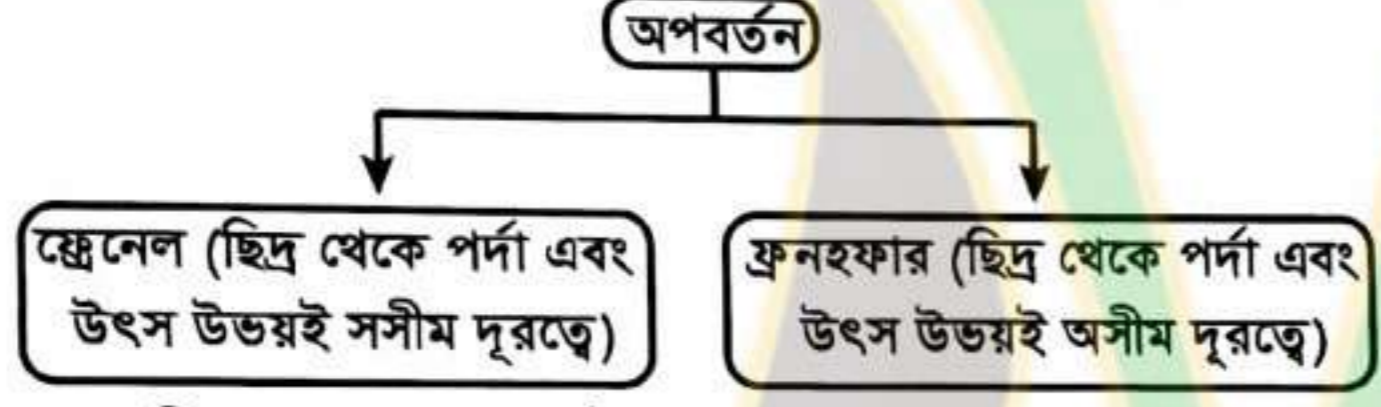 অপবর্তন
ফ্রেনেল (ছিদ্র থেকে পর্দা এবং
উৎস উভয়ই সসীম দূরত্বে)
ফ্রনহফার (ছিদ্র থেকে পর্দা এবং
উৎস উভয়ই অসীম দূরত্বে)